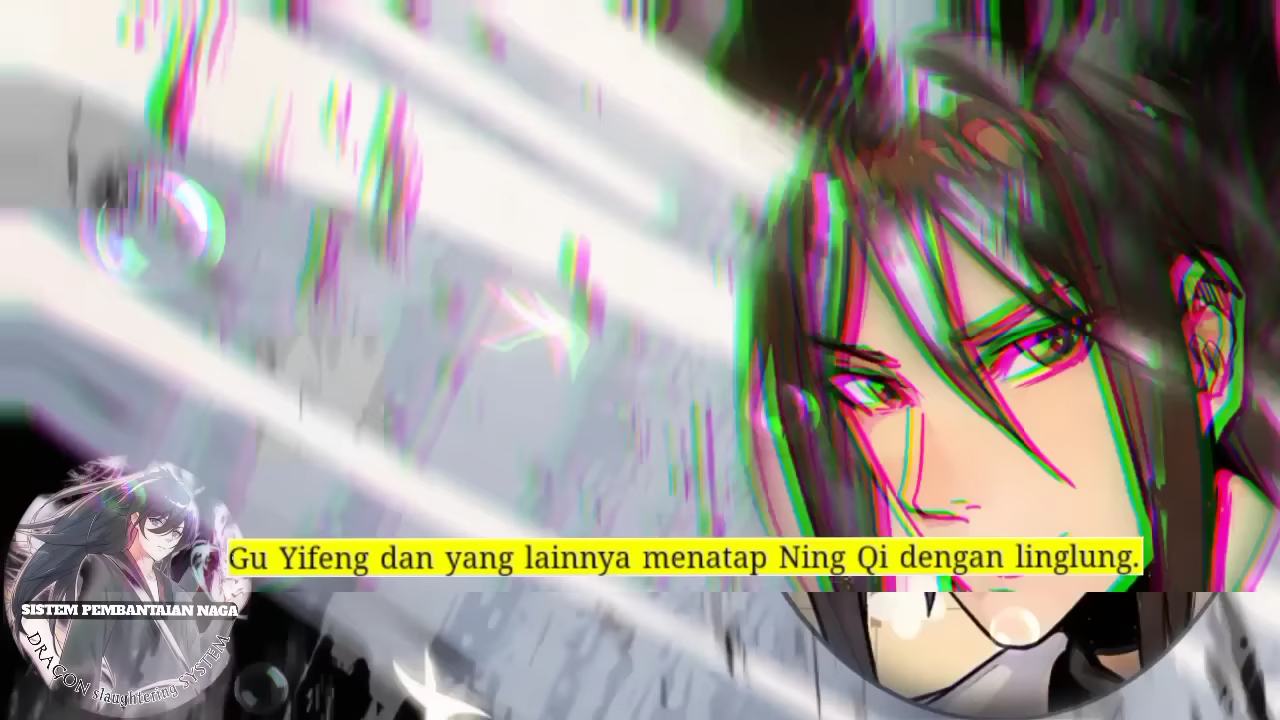 Gu Yifeng dan yang lainnya menatap Ning Qi dengan linglung.
SISTEM PEMBANTAIAN NAGA
DRAGON slaughtering SYSTEM